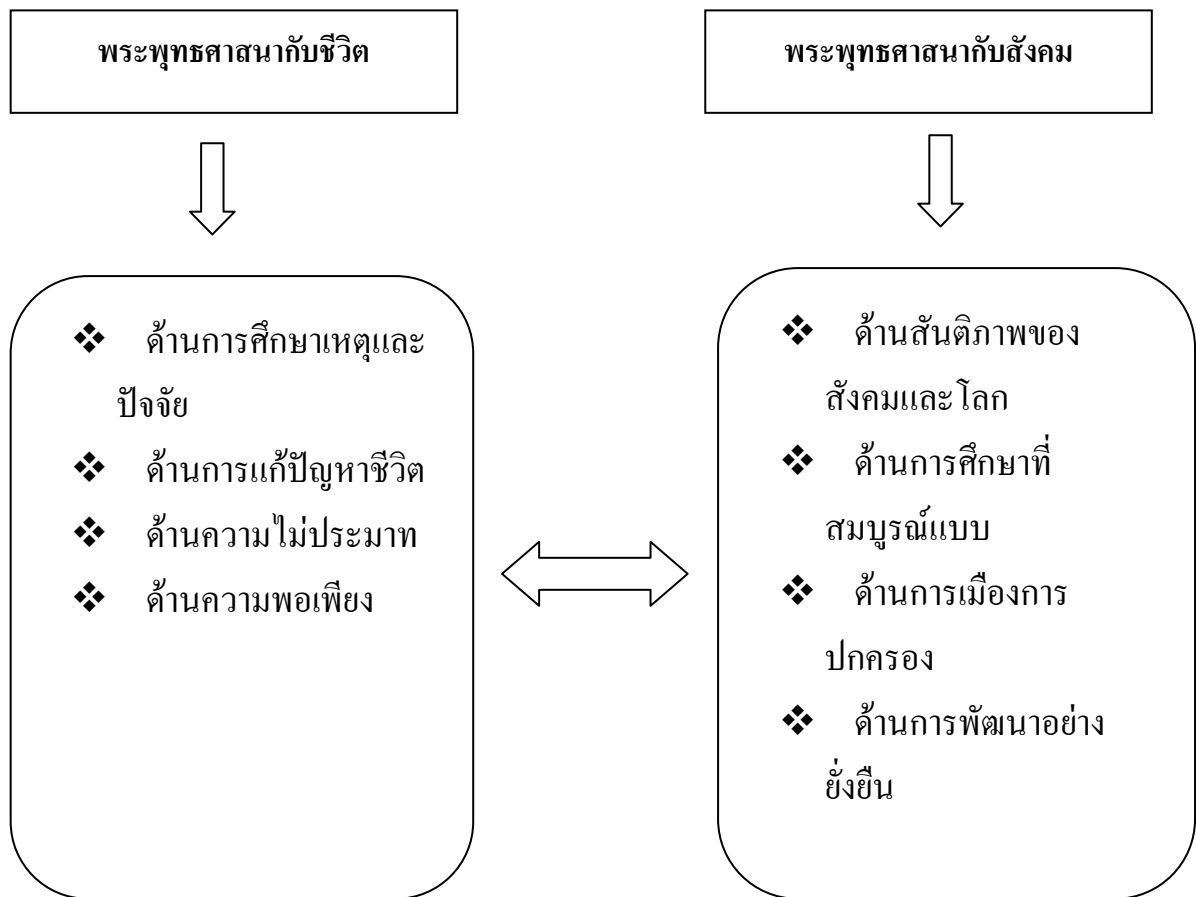 พระพุทธศาสนากับชีวิต
พระพุทธศาสนากับสังคม
❖ ด้านการศึกษาเหตุและ
ปัจจัย
❖ ด้านการแก้ปัญหาชีวิต
❖ ด้านความไม่ประมาท
❖ ด้านความพอเพียง
❖ ด้านสันติภาพของ
สังคมและโลก
❖ ด้านการศึกษาที่
สมบูรณ์แบบ
❖ ด้านการเมืองการ
ปกครอง
❖ ด้านการพัฒนาอย่าง
ยั่งยืน